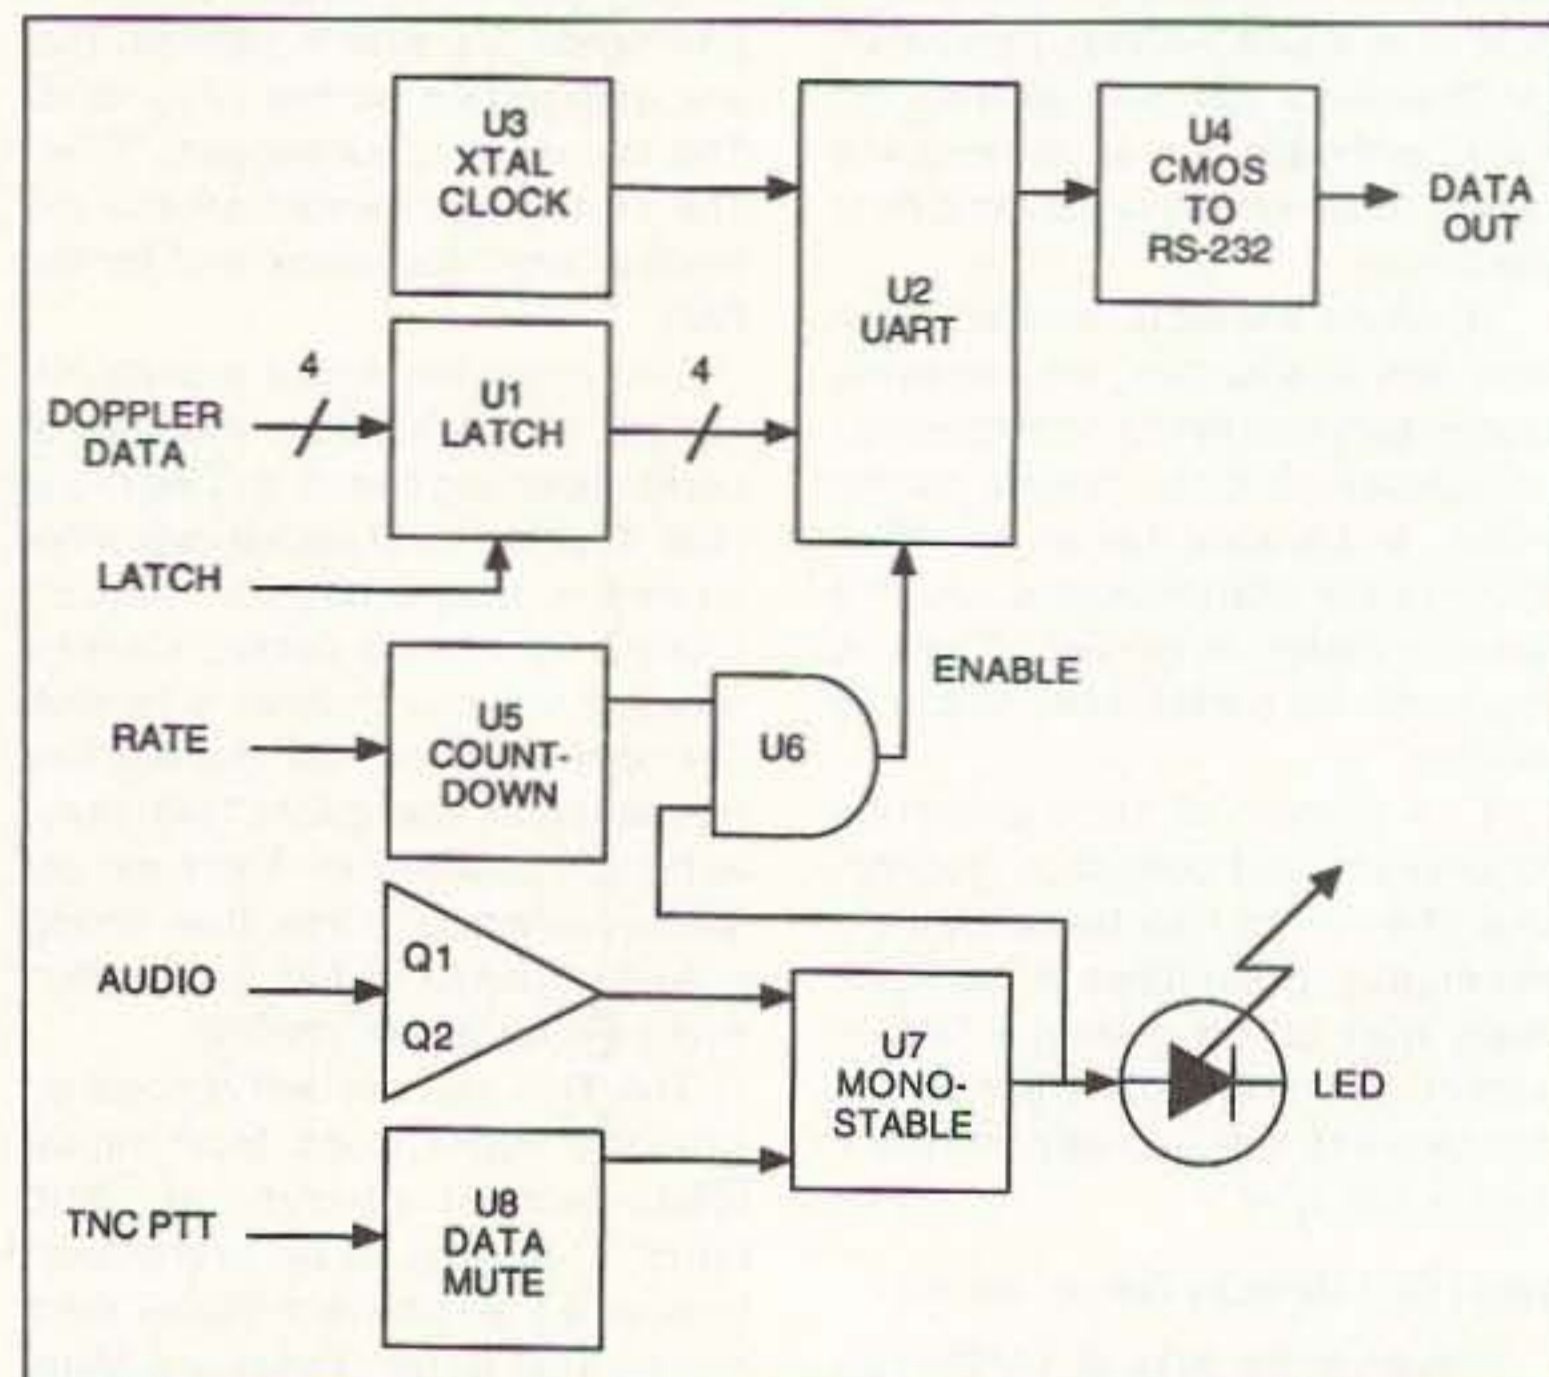 U3
XTAL
CLOCK
U2
UART
U4
CMOS
TO
RS-232
DATA
OUT
DOPPLER
DATA
4
U1
LATCH
4
LATCH
RATE
U5
COUNT-
DOWN
U6
ENABLE
AUDIO
Q1
Q2
U7
MONO-
STABLE
LED
TNC PTT
U8
DATA
MUTE